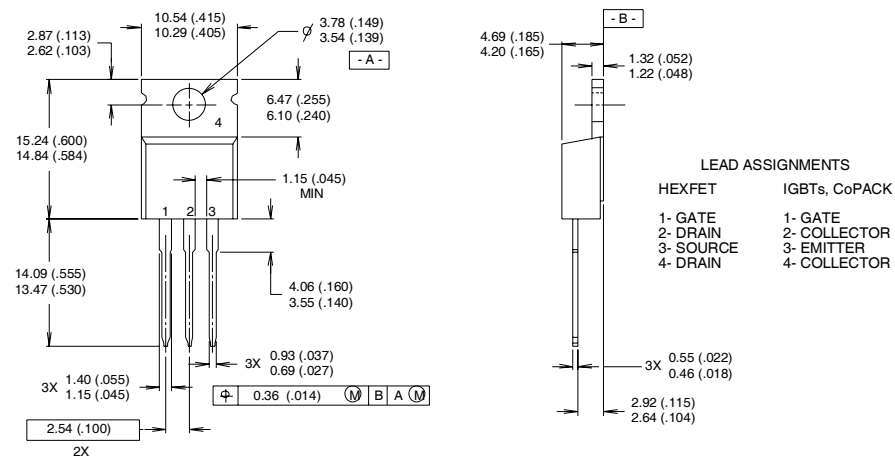 10.54 (.415)
10.29 (.405)
3.78 (.149)
3.54 (.139)
- A -
2.87 (.113)
2.62 (.103)
6.47 (.255)
6.10 (.240)
4
15.24 (.600)
14.84 (.584)
1.15 (.045)
MIN
1 2 3
14.09 (.555)
13.47 (.530)
4.06 (.160)
3.55 (.140)
3X 0.93 (.037)
0.69 (.027)
3X 1.40 (.055)
1.15 (.045)
⌖ 0.36 (.014) Ⓜ B A Ⓜ
2.54 (.100)
2X
- B -
4.69 (.185)
4.20 (.165)
1.32 (.052)
1.22 (.048)
3X 0.55 (.022)
0.46 (.018)
2.92 (.115)
2.64 (.104)
LEAD ASSIGNMENTS
HEXFET IGBTs, CoPACK
1- GATE 1- GATE
2- DRAIN 2- COLLECTOR
3- SOURCE 3- EMITTER
4- DRAIN 4- COLLECTOR